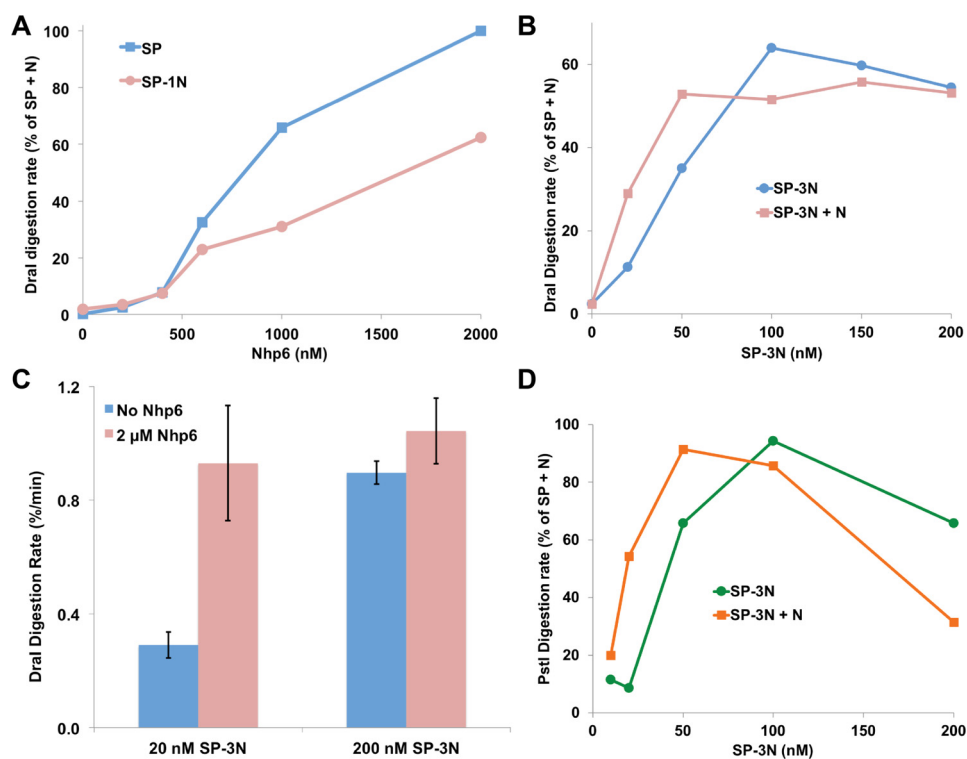 A
DraI digestion rate (% of SP + N)
100
80
60
40
20
0
SP
SP-1N
0
500
1000
1500
2000
Nhp6 (nM)
B
DraI Digestion rate (% of SP + N)
60
40
20
0
SP-3N
SP-3N + N
0
50
100
150
200
SP-3N (nM)
C
DraI Digestion Rate (%/min)
1.2
0.8
0.4
0.0
No Nhp6
2 µM Nhp6
20 nM SP-3N
200 nM SP-3N
D
PstI Digestion rate (% of SP + N)
100
80
60
40
20
0
SP-3N
SP-3N + N
0
50
100
150
200
SP-3N (nM)